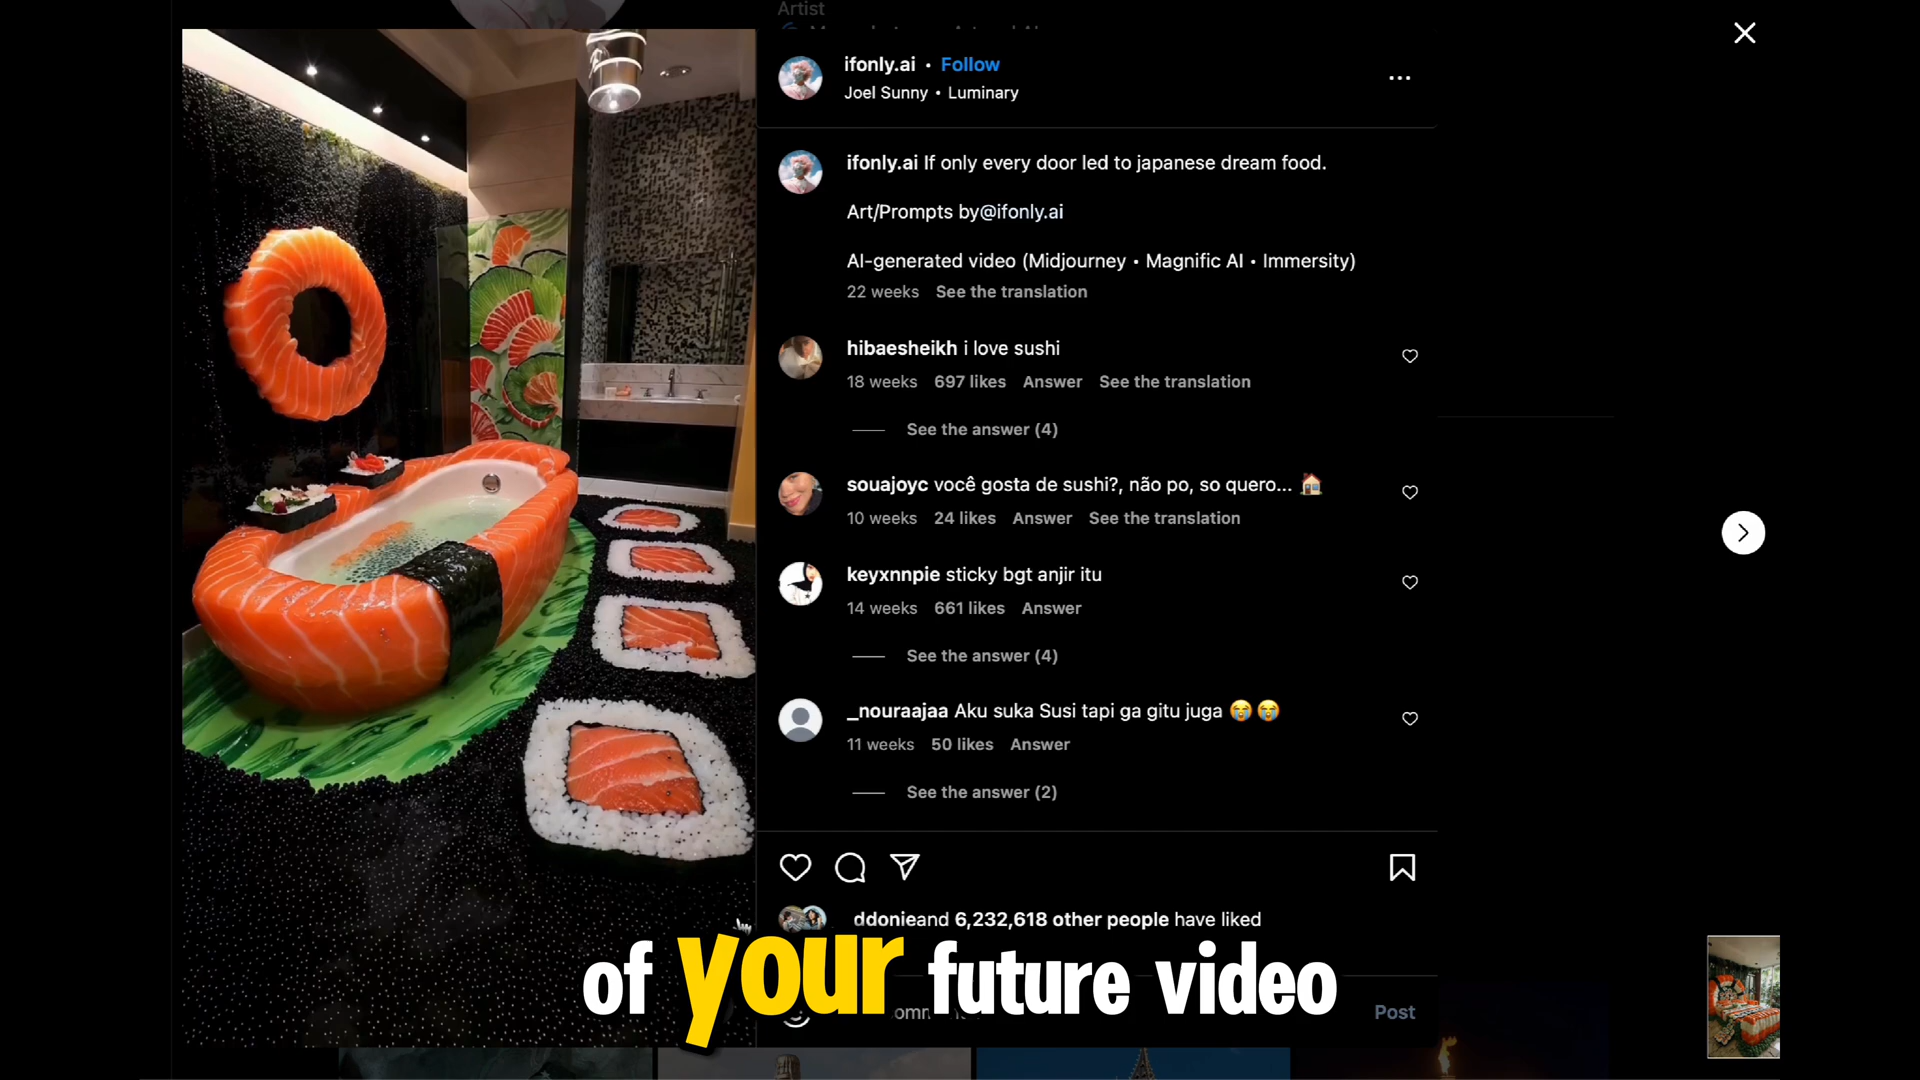 Artist
ifonly.ai • Follow
Joel Sunny • Luminary
ifonly.ai If only every door led to japanese dream food.
Art/Prompts by@ifonly.ai
AI-generated video (Midjourney • Magnific AI • Immersity)
22 weeks See the translation
hibaesheikh i love sushi
18 weeks 697 likes Answer See the translation
See the answer (4)
souajoyc você gosta de sushi?, não po, so quero... 🏠
10 weeks 24 likes Answer See the translation
keyxnnpie sticky bgt anjir itu
14 weeks 661 likes Answer
See the answer (4)
_nouraajaa Aku suka Susi tapi ga gitu juga 😭😭
11 weeks 50 likes Answer
See the answer (2)
ddonieand 6,232,618 other people have liked
of your future video
Post